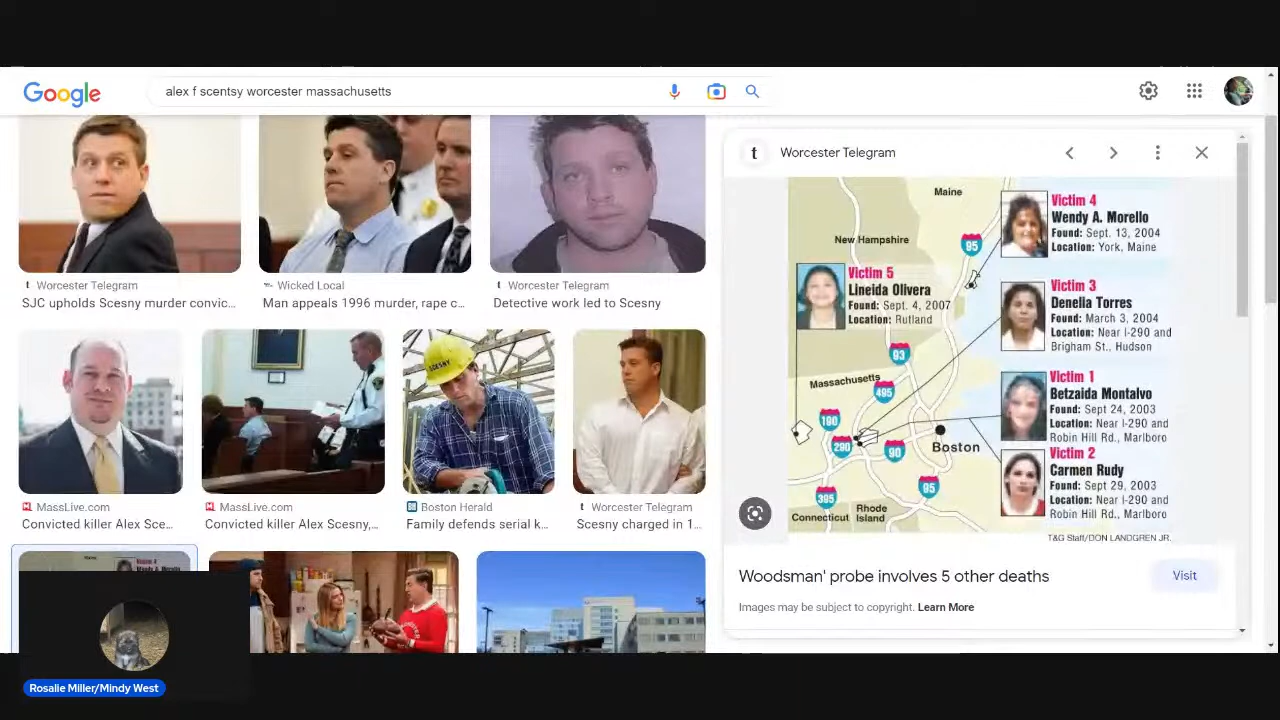 Google
alex f scentsy worcester massachusetts
t Worcester Telegram
SJC upholds Scesny murder convic...
Wicked Local
Man appeals 1996 murder, rape c...
t Worcester Telegram
Detective work led to Scesny
MassLive.com
Convicted killer Alex Sce...
MassLive.com
Convicted killer Alex Scesny,...
SCESNY
Boston Herald
Family defends serial k...
t Worcester Telegram
Scesny charged in 1...
Rosalie Miller/Mindy West
t Worcester Telegram
Maine
New Hampshire
95
Victim 4
Wendy A. Morello
Found: Sept. 13, 2004
Location: York, Maine
Victim 5
Lineida Olivera
Found: Sept. 4, 2007
Location: Rutland
Victim 3
Denelia Torres
Found: March 3, 2004
Location: Near I-290 and
Brigham St., Hudson
93
Massachusetts
495
Victim 1
Betzaida Montalvo
Found: Sept 24, 2003
Location: Near I-290 and
Robin Hill Rd., Marlboro
190
290
90
Boston
Victim 2
Carmen Rudy
Found: Sept 29, 2003
Location: Near I-290 and
Robin Hill Rd., Marlboro
95
395
Connecticut
Rhode
Island
T&G Staff/DON LANDGREN JR.
Woodsman' probe involves 5 other deaths
Visit
Images may be subject to copyright. Learn More